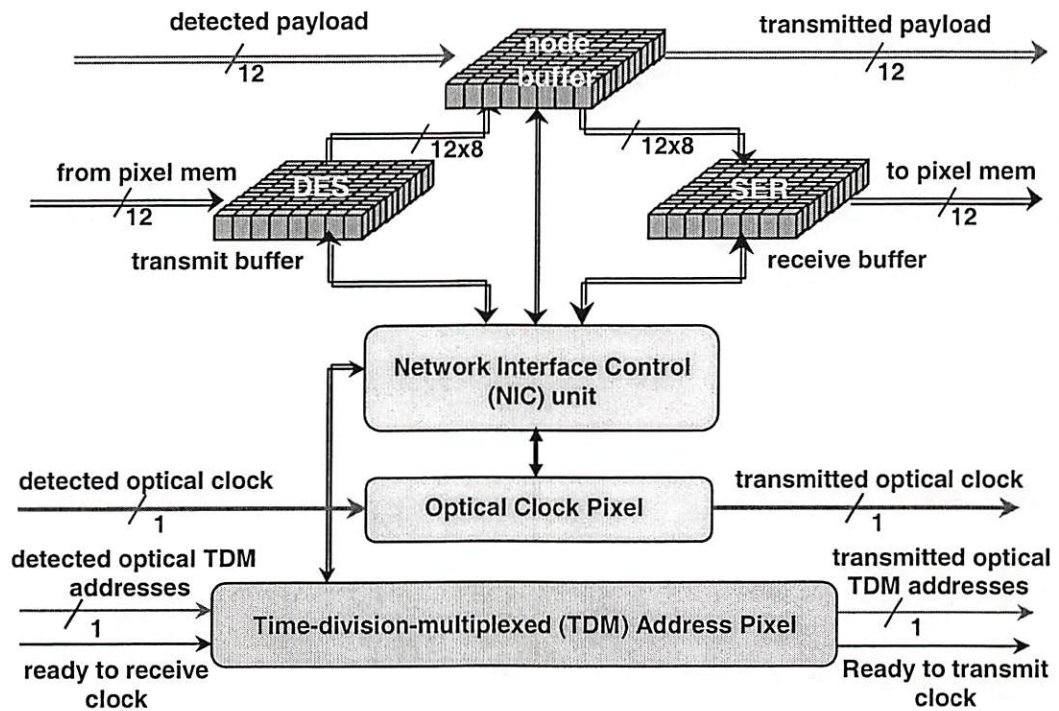 detected payload
12
node
buffer
transmitted payload
12
12x8
12x8
from pixel mem
12
DES
SER
to pixel mem
12
transmit buffer
receive buffer
Network Interface Control
(NIC) unit
detected optical clock
1
Optical Clock Pixel
transmitted optical clock
1
detected optical TDM
addresses
1
ready to receive
clock
Time-division-multiplexed (TDM) Address Pixel
transmitted optical
TDM addresses
1
Ready to transmit
clock